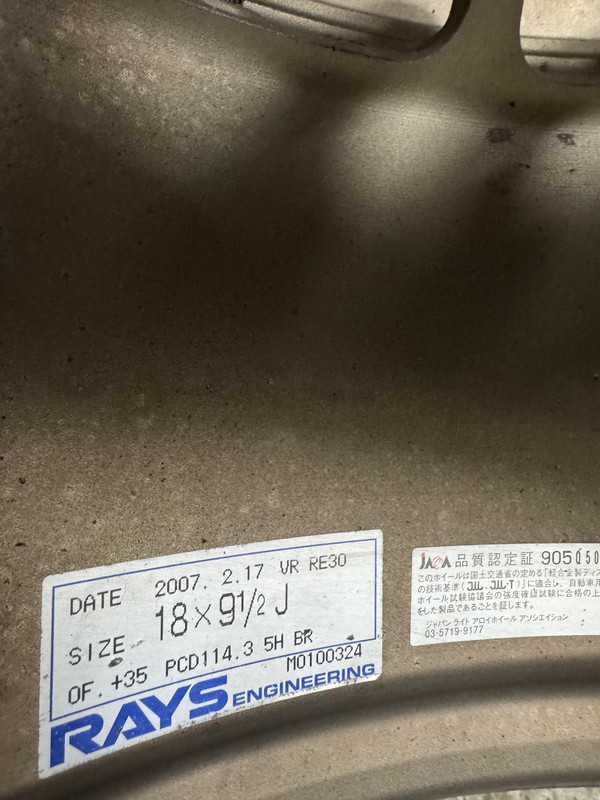 DATE 2007. 2.17 VR RE30
SIZE 18×9 1/2 J
OF. +35 PCD114.3 5H BR
M0100324
RAYS ENGINEERING
JAWA 品質認定証 905050
このホイールは国土交通省の定める「軽合金製ディス
の技術基準(JWL, JWL-T)」に適合し、自動車用
ホイール試験協議会の強度確認試験に合格の上
をした製品であることを証します。
ジャパン ライト アロイホイール アソシエイション
03-5719-9177